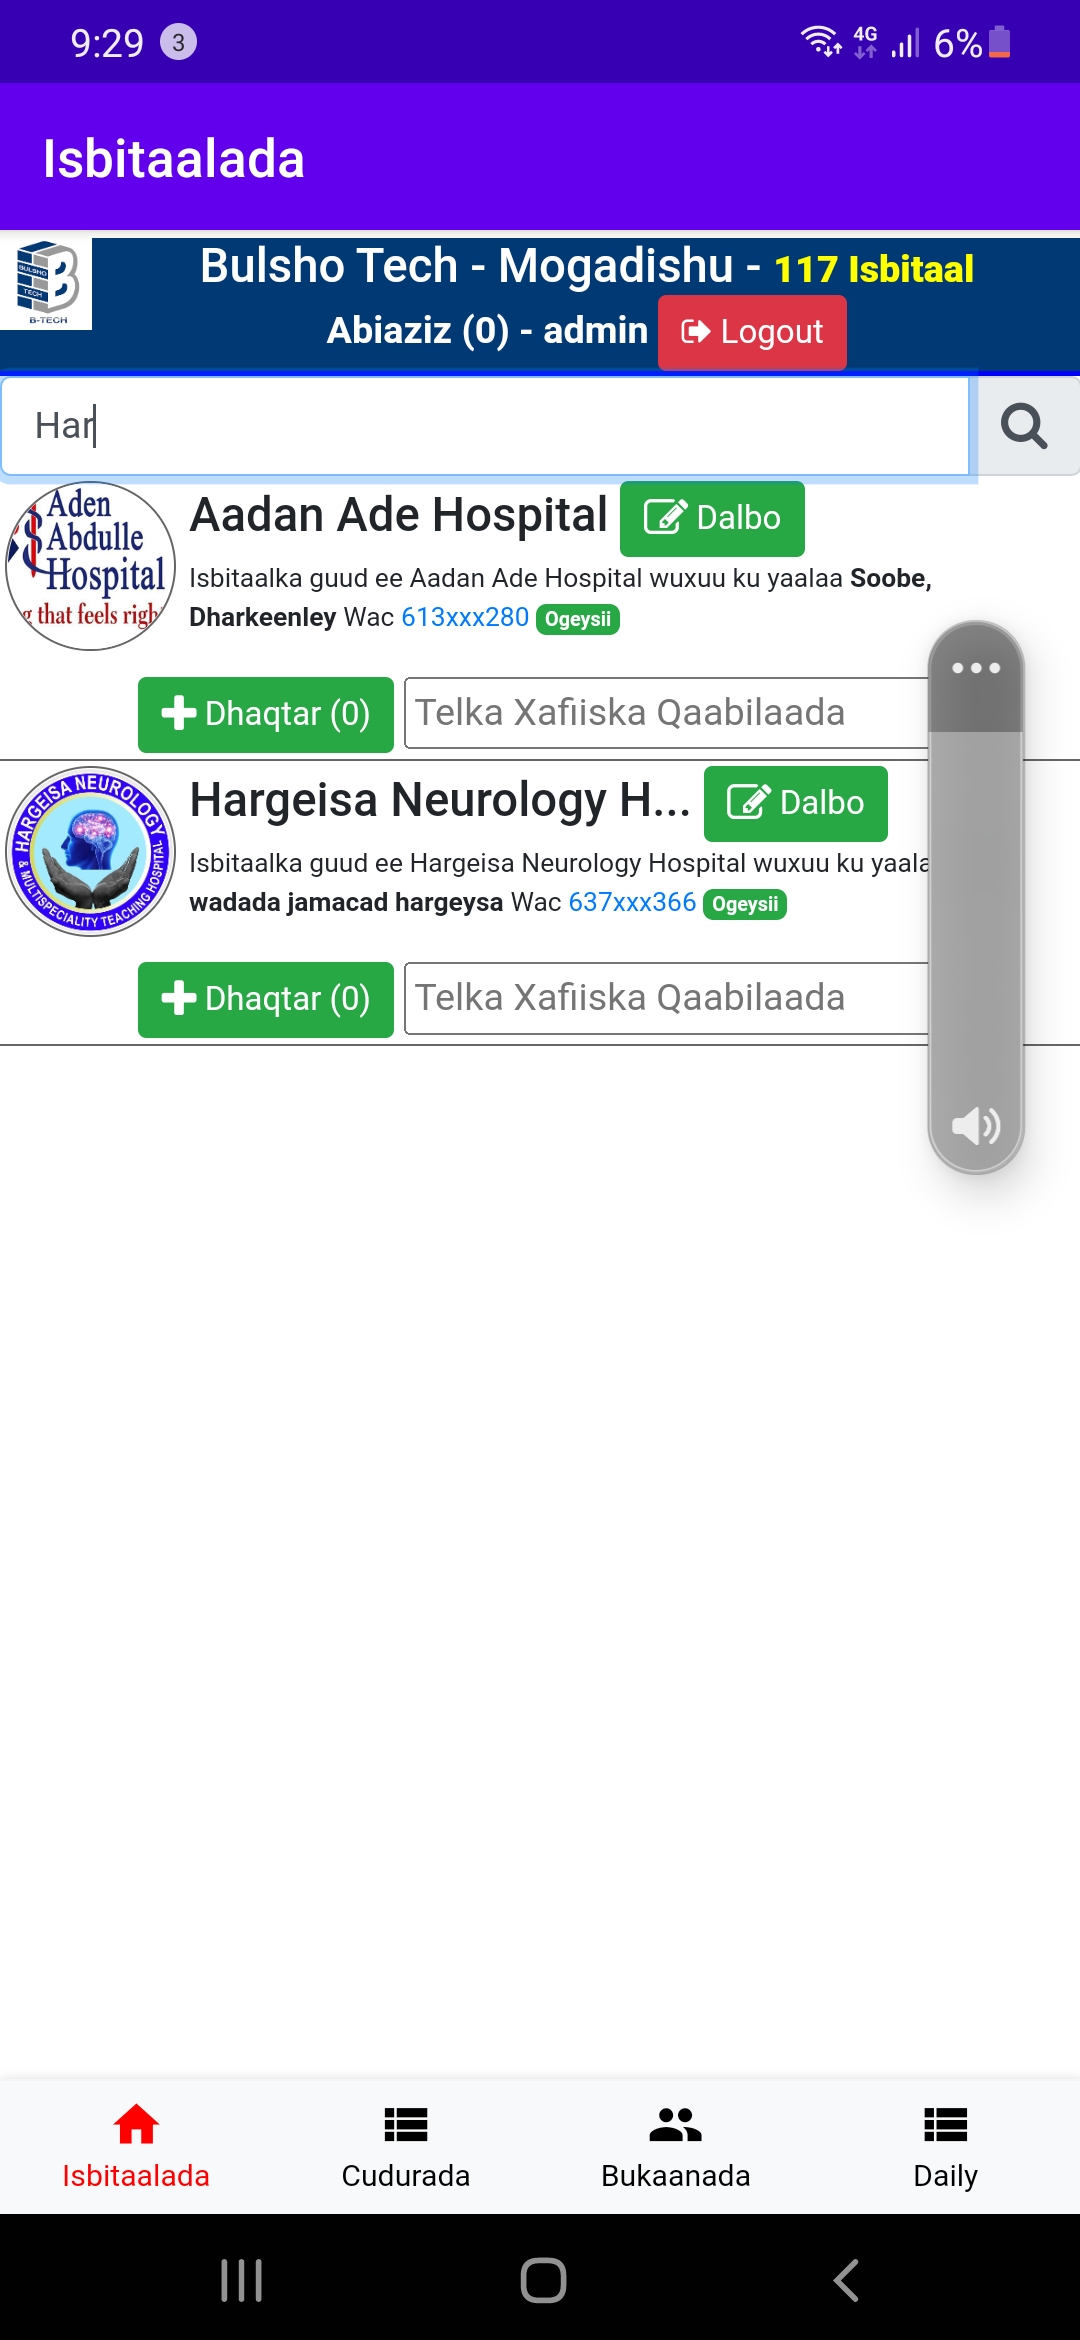 9:29 3 4G 6%
Isbitaalada
BULSHO
TECH
B-TECH
Bulsho Tech - Mogadishu - 117 Isbitaal
Abiaziz (0) - admin Logout
Har
Aden
Abdulle
Hospital
g that feels righ
Aadan Ade Hospital Dalbo
Isbitaalka guud ee Aadan Ade Hospital wuxuu ku yaalaa Soobe,
Dharkeenley Wac 613xxx280 Ogeysii
Dhaqtar (0) Telka Xafiiska Qaabilaada
HARGEISA NEUROLOGY
& MULTISPECIALITY TEACHING HOSPITAL
Hargeisa Neurology H... Dalbo
Isbitaalka guud ee Hargeisa Neurology Hospital wuxuu ku yaala
wadada jamacad hargeysa Wac 637xxx366 Ogeysii
Dhaqtar (0) Telka Xafiiska Qaabilaada
Isbitaalada Cudurada Bukaanada Daily